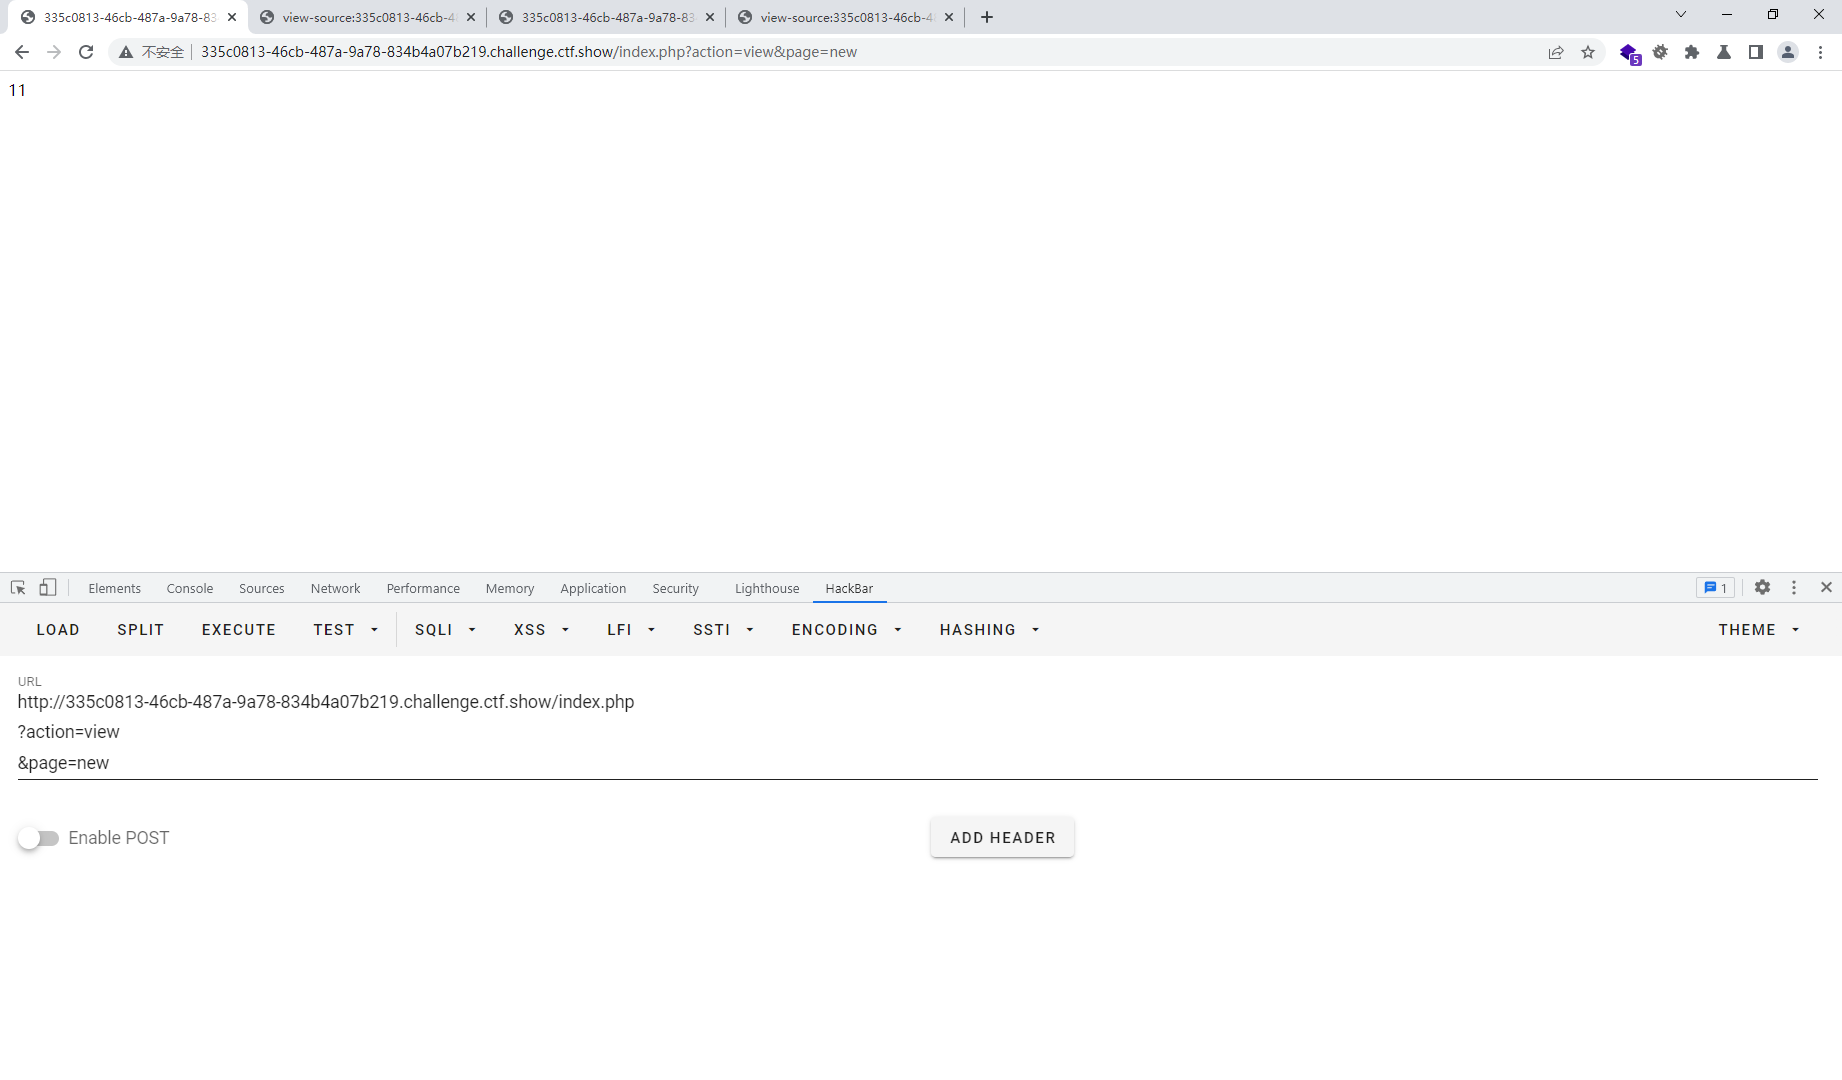 335c0813-46cb-487a-9a78-83
view-source:335c0813-46cb-4
335c0813-46cb-487a-9a78-83
view-source:335c0813-46cb-4
不安全
335c0813-46cb-487a-9a78-834b4a07b219.challenge.ctf.show/index.php?action=view&page=new
5
11
Elements
Console
Sources
Network
Performance
Memory
Application
Security
Lighthouse
HackBar
1
LOAD
SPLIT
EXECUTE
TEST
SQLI
XSS
LFI
SSTI
ENCODING
HASHING
THEME
URL
http://335c0813-46cb-487a-9a78-834b4a07b219.challenge.ctf.show/index.php
?action=view
&page=new
Enable POST
ADD HEADER